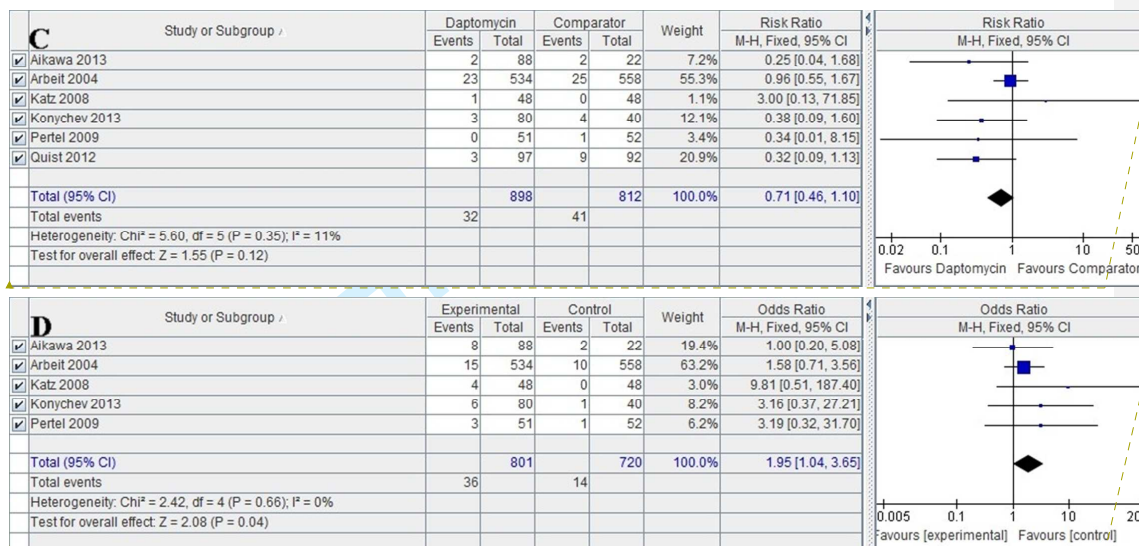 C Study or Subgroup Daptomycin Comparator Weight Risk Ratio Risk Ratio
Events Total Events Total M-H, Fixed, 95% CI M-H, Fixed, 95% CI
Aikawa 2013 2 88 2 22 7.2% 0.25 [0.04, 1.68]
Arbeit 2004 23 534 25 558 55.3% 0.96 [0.55, 1.67]
Katz 2008 1 48 0 48 1.1% 3.00 [0.13, 71.85]
Konychev 2013 3 80 4 40 12.1% 0.38 [0.09, 1.60]
Pertel 2009 0 51 1 52 3.4% 0.34 [0.01, 8.15]
Quist 2012 3 97 9 92 20.9% 0.32 [0.09, 1.13]
Total (95% CI) 898 812 100.0% 0.71 [0.46, 1.10]
Total events 32 41
Heterogeneity: Chi² = 5.60, df = 5 (P = 0.35); I² = 11%
Test for overall effect: Z = 1.55 (P = 0.12)
0.02 0.1 1 10 50
Favours Daptomycin Favours Comparator
D Study or Subgroup Experimental Control Weight Odds Ratio Odds Ratio
Events Total Events Total M-H, Fixed, 95% CI M-H, Fixed, 95% CI
Aikawa 2013 8 88 2 22 19.4% 1.00 [0.20, 5.08]
Arbeit 2004 15 534 10 558 63.2% 1.58 [0.71, 3.56]
Katz 2008 4 48 0 48 3.0% 9.81 [0.51, 187.40]
Konychev 2013 6 80 1 40 8.2% 3.16 [0.37, 27.21]
Pertel 2009 3 51 1 52 6.2% 3.19 [0.32, 31.70]
Total (95% CI) 801 720 100.0% 1.95 [1.04, 3.65]
Total events 36 14
Heterogeneity: Chi² = 2.42, df = 4 (P = 0.66); I² = 0%
Test for overall effect: Z = 2.08 (P = 0.04)
0.005 0.1 1 10 20
Favours [experimental] Favours [control]